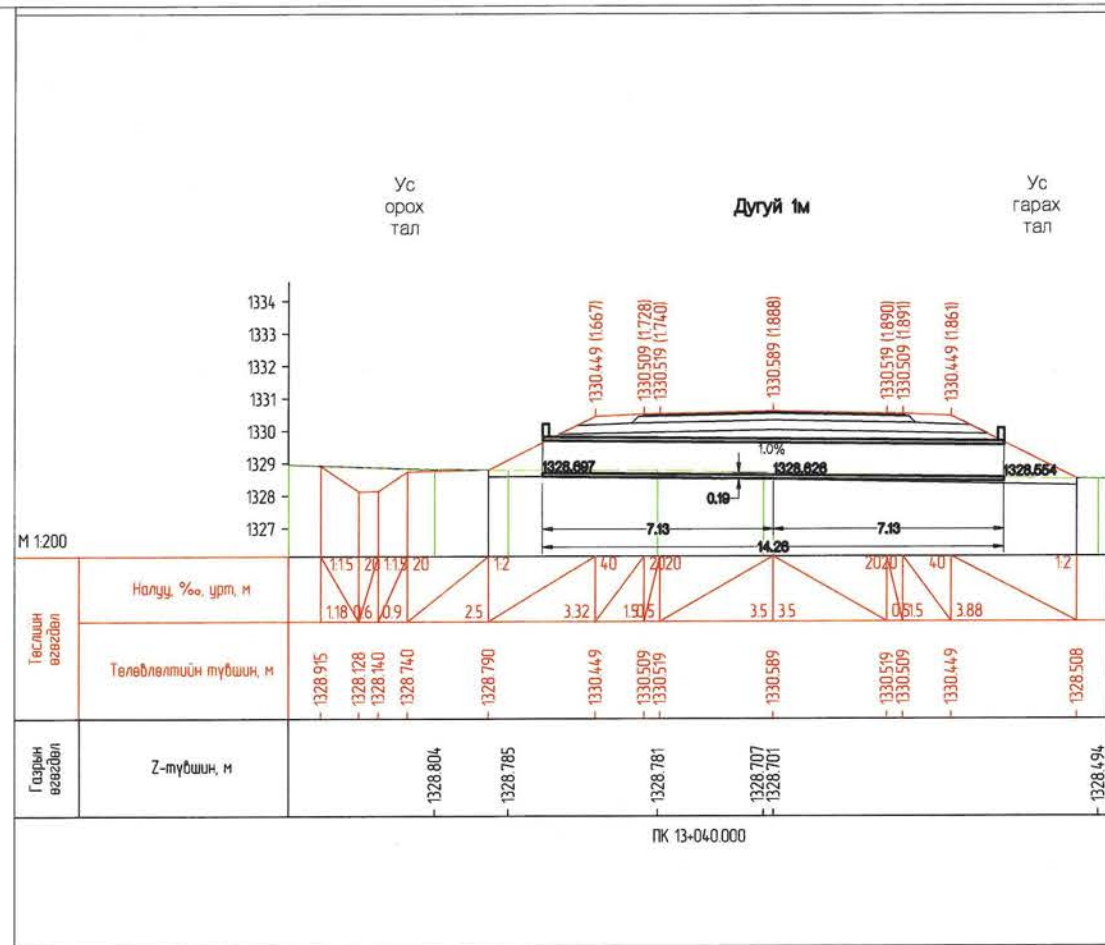 Ус
орох
тал
Дугуй 1м
Ус
гарах
тал
1334
1333
1332
1331
1330
1329
1328
1327
1330.449 (1.667)
1330.509 (1.728)
1330.519 (1.740)
1330.589 (1.888)
1330.519 (1.890)
1330.509 (1.891)
1330.449 (1.861)
1.0%
1328.697
1328.626
1328.554
0.19
7.13
7.13
14.26
М 1:200
Төслийн өгөгдөл
Налуу, ‰, урт, м
1:1.5 20 1:1.5 20 1:2 40 20 20 20 20 40 1:2
1.18 0.6 0.9 2.5 3.32 1.5 0.5 3.5 3.5 0.5 1.5 3.88
Төлөвлөлтийн түвшин, м
1328.915
1328.128
1328.140
1328.740
1328.790
1330.449
1330.509
1330.519
1330.589
1330.519
1330.509
1330.449
1328.508
Газрын өгөгдөл
Z-түвшин, м
1328.804
1328.785
1328.781
1328.707
1328.701
1328.494
ПК 13+040.000